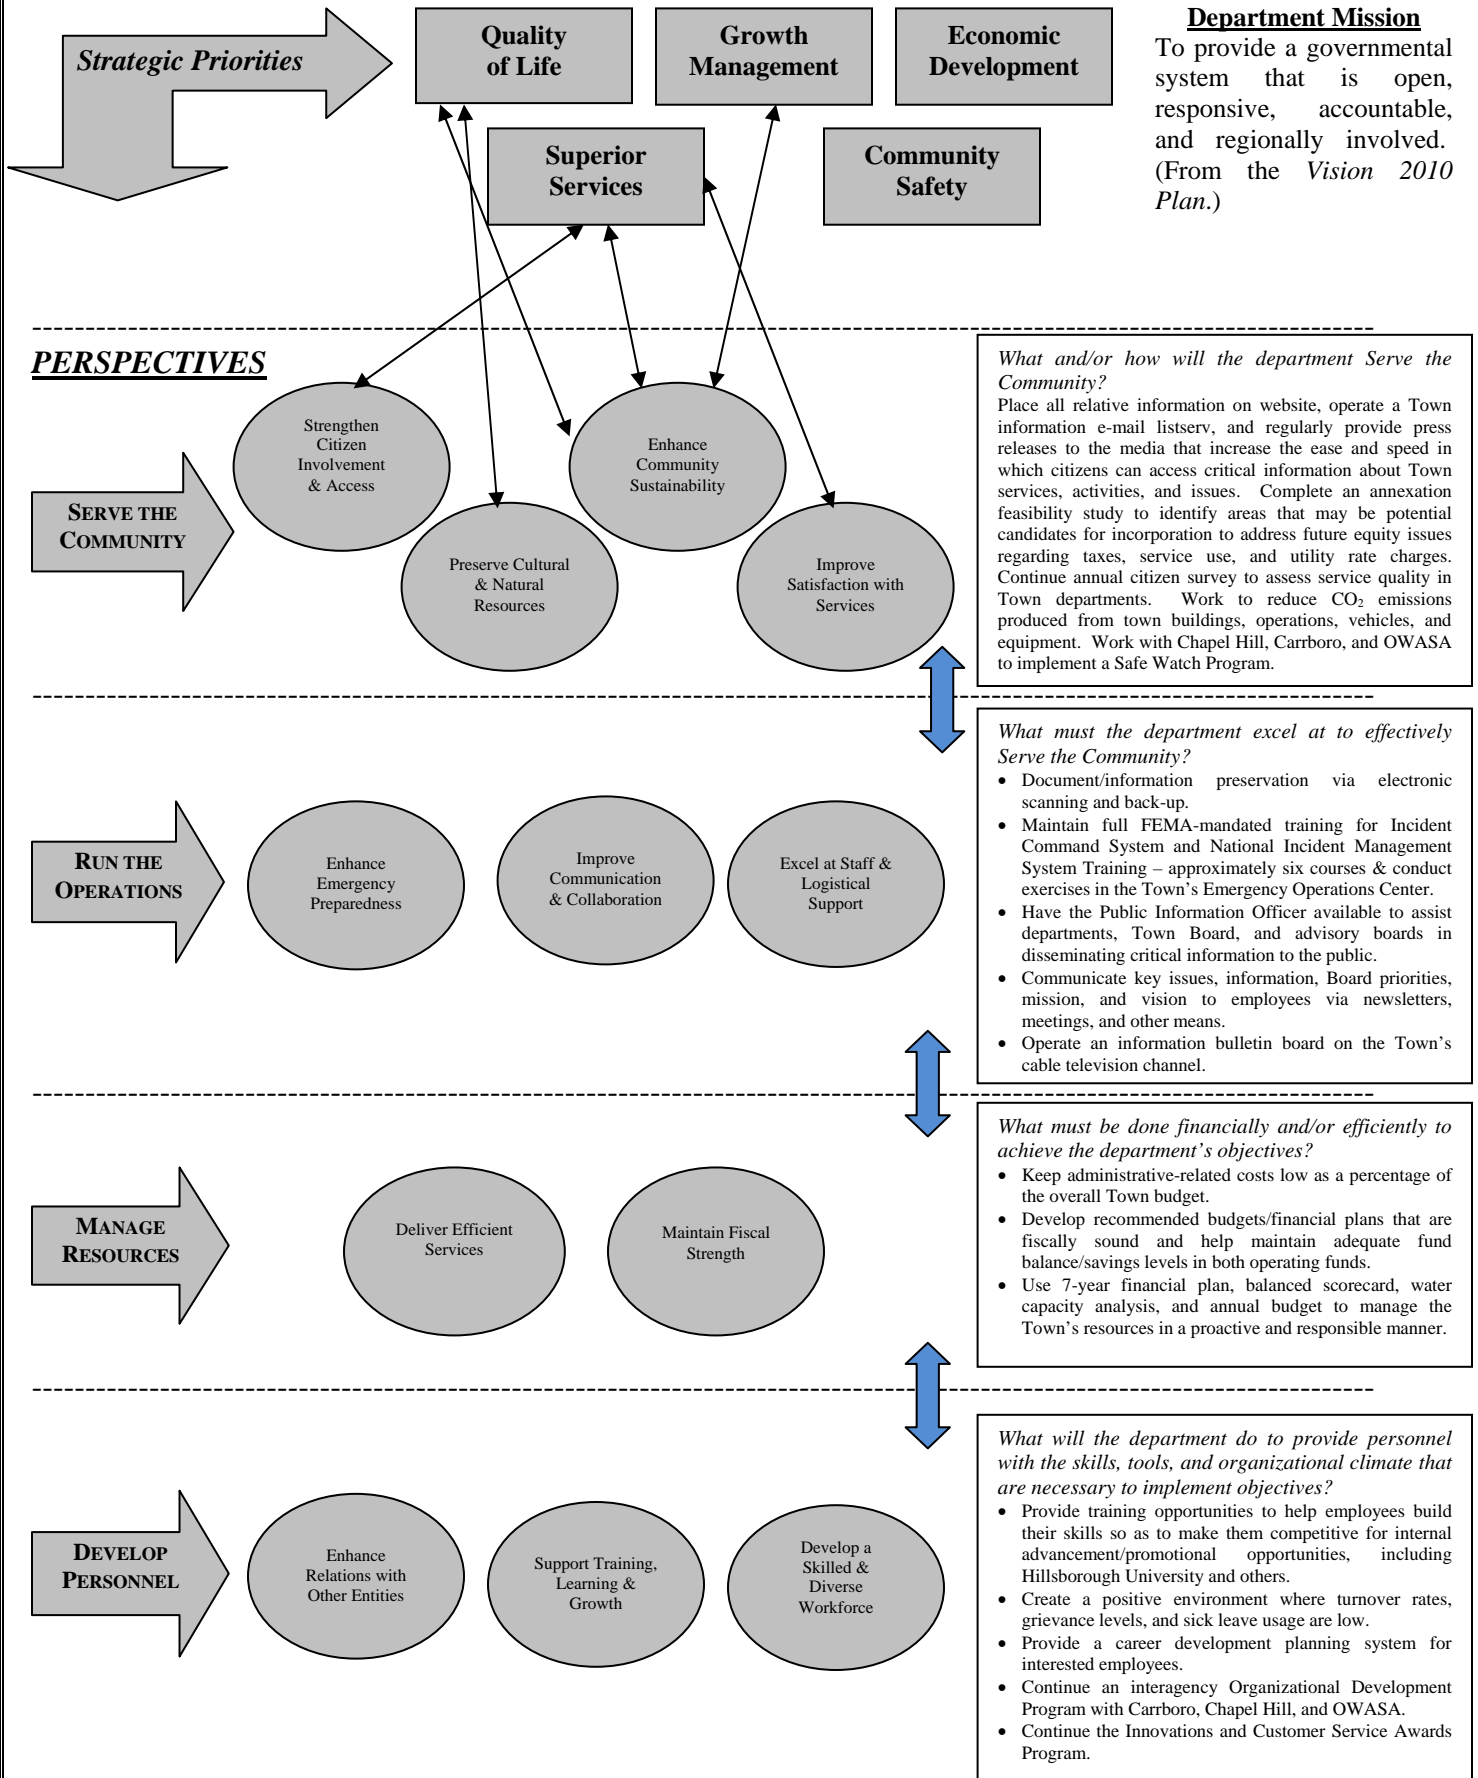 Strategic Priorities
Quality
of Life
Growth
Management
Economic
Development
Superior
Services
Community
Safety
Department Mission
To provide a governmental
system that is open,
responsive, accountable,
and regionally involved.
(From the Vision 2010
Plan.)
PERSPECTIVES
SERVE THE
COMMUNITY
Strengthen
Citizen
Involvement
& Access
Preserve Cultural
& Natural
Resources
Enhance
Community
Sustainability
Improve
Satisfaction with
Services
What and/or how will the department Serve the
Community?
Place all relative information on website, operate a Town
information e-mail listserv, and regularly provide press
releases to the media that increase the ease and speed in
which citizens can access critical information about Town
services, activities, and issues. Complete an annexation
feasibility study to identify areas that may be potential
candidates for incorporation to address future equity issues
regarding taxes, service use, and utility rate charges.
Continue annual citizen survey to assess service quality in
Town departments. Work to reduce CO₂ emissions
produced from town buildings, operations, vehicles, and
equipment. Work with Chapel Hill, Carrboro, and OWASA
to implement a Safe Watch Program.
RUN THE
OPERATIONS
Enhance
Emergency
Preparedness
Improve
Communication
& Collaboration
Excel at Staff &
Logistical
Support
What must the department excel at to effectively
Serve the Community?
• Document/information preservation via electronic
scanning and back-up.
• Maintain full FEMA-mandated training for Incident
Command System and National Incident Management
System Training – approximately six courses & conduct
exercises in the Town's Emergency Operations Center.
• Have the Public Information Officer available to assist
departments, Town Board, and advisory boards in
disseminating critical information to the public.
• Communicate key issues, information, Board priorities,
mission, and vision to employees via newsletters,
meetings, and other means.
• Operate an information bulletin board on the Town's
cable television channel.
MANAGE
RESOURCES
Deliver Efficient
Services
Maintain Fiscal
Strength
What must be done financially and/or efficiently to
achieve the department's objectives?
• Keep administrative-related costs low as a percentage of
the overall Town budget.
• Develop recommended budgets/financial plans that are
fiscally sound and help maintain adequate fund
balance/savings levels in both operating funds.
• Use 7-year financial plan, balanced scorecard, water
capacity analysis, and annual budget to manage the
Town's resources in a proactive and responsible manner.
DEVELOP
PERSONNEL
Enhance
Relations with
Other Entities
Support Training,
Learning &
Growth
Develop a
Skilled &
Diverse
Workforce
What will the department do to provide personnel
with the skills, tools, and organizational climate that
are necessary to implement objectives?
• Provide training opportunities to help employees build
their skills so as to make them competitive for internal
advancement/promotional opportunities, including
Hillsborough University and others.
• Create a positive environment where turnover rates,
grievance levels, and sick leave usage are low.
• Provide a career development planning system for
interested employees.
• Continue an interagency Organizational Development
Program with Carrboro, Chapel Hill, and OWASA.
• Continue the Innovations and Customer Service Awards
Program.